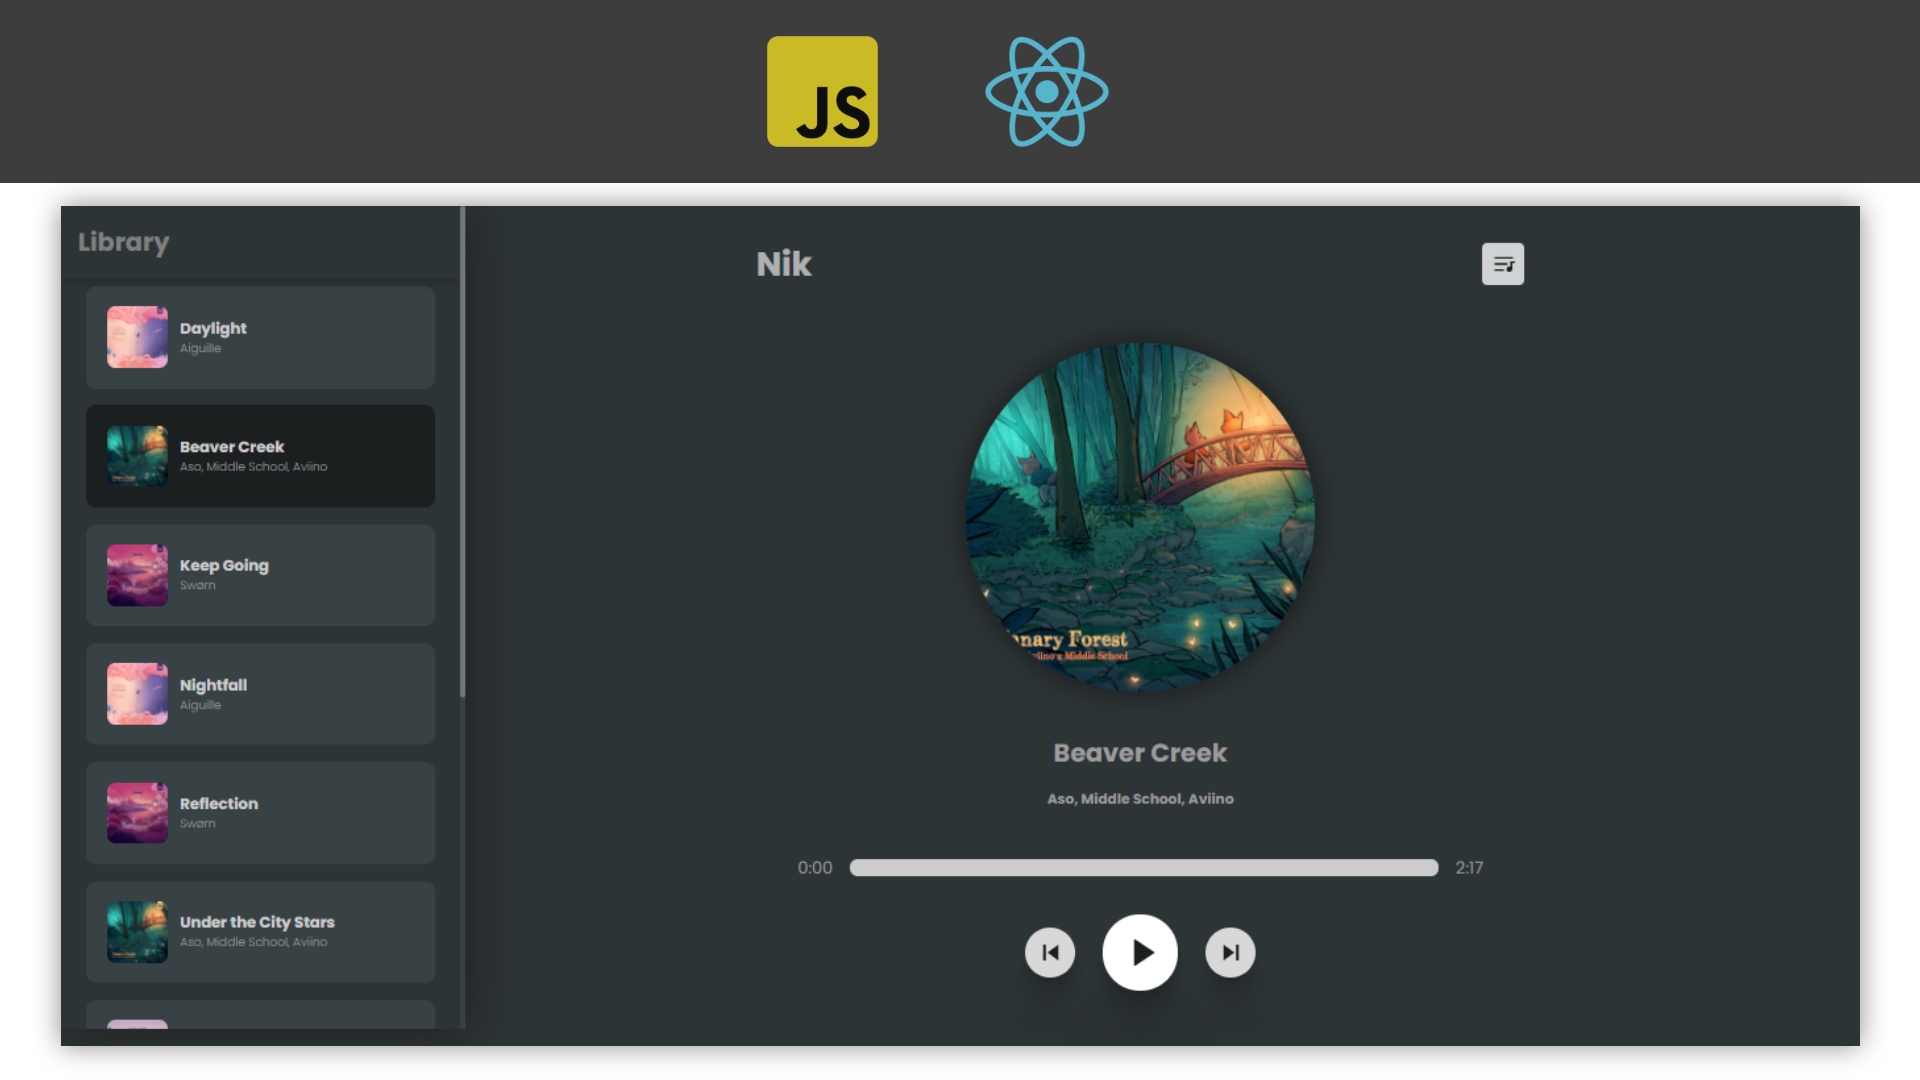 JS
Library
Nik
Daylight
Aiguille
Beaver Creek
Aso, Middle School, Aviino
Keep Going
Swørn
Nightfall
Aiguille
Reflection
Swørn
Under the City Stars
Aso, Middle School, Aviino
nary Forest
Middle School
Beaver Creek
Aso, Middle School, Aviino
0:00
2:17